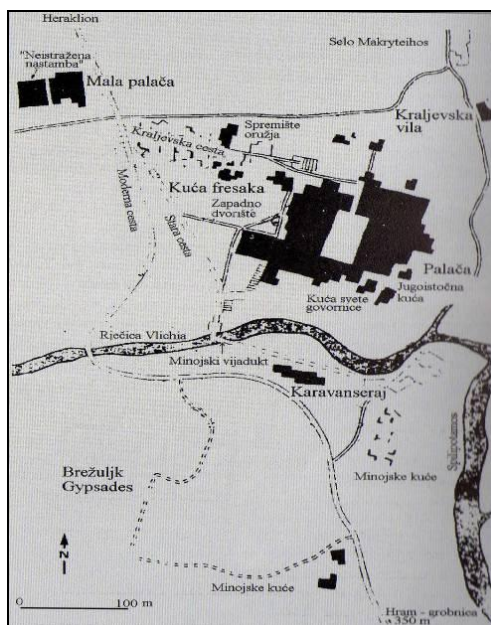 Heraklion
Selo Makryteihos
"Neistražena
nastamba"
Mala palača
Kraljevska
vila
Spremište
oružja
Kraljevska cesta
Kuća fresaka
Zapadno
dvorište
Moderna cesta
Stara cesta
Palača
Jugoistočna
kuća
Kuća svete
govornice
Rječica Vlichia
Minojski vijadukt
Karavanseraj
Brežuljk
Gypsades
Minojske kuće
N
Minojske kuće
0 100 m
Hram - grobnica
350 m